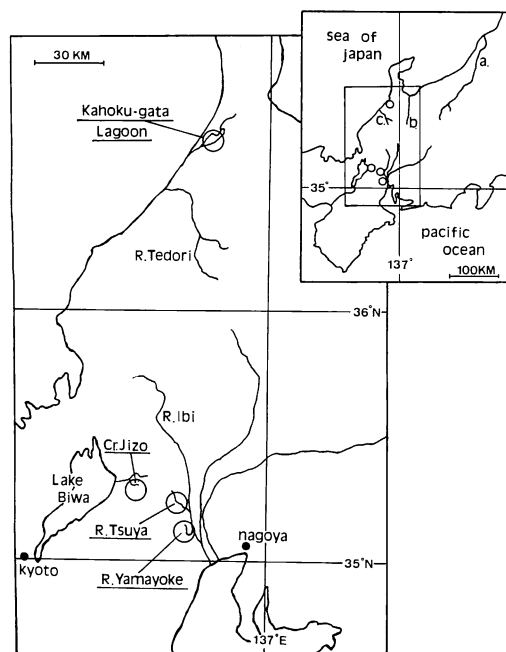 30 KM
Kahoku-gata
Lagoon
R.Tedori
36°N
R.Ibi
Cr.Jizo
Lake
Biwa
R.Tsuya
nagoya
kyoto
35°N
R.Yamayoke
137°E
sea of
japan
a.
c.
b
35°
pacific
ocean
137°
100KM